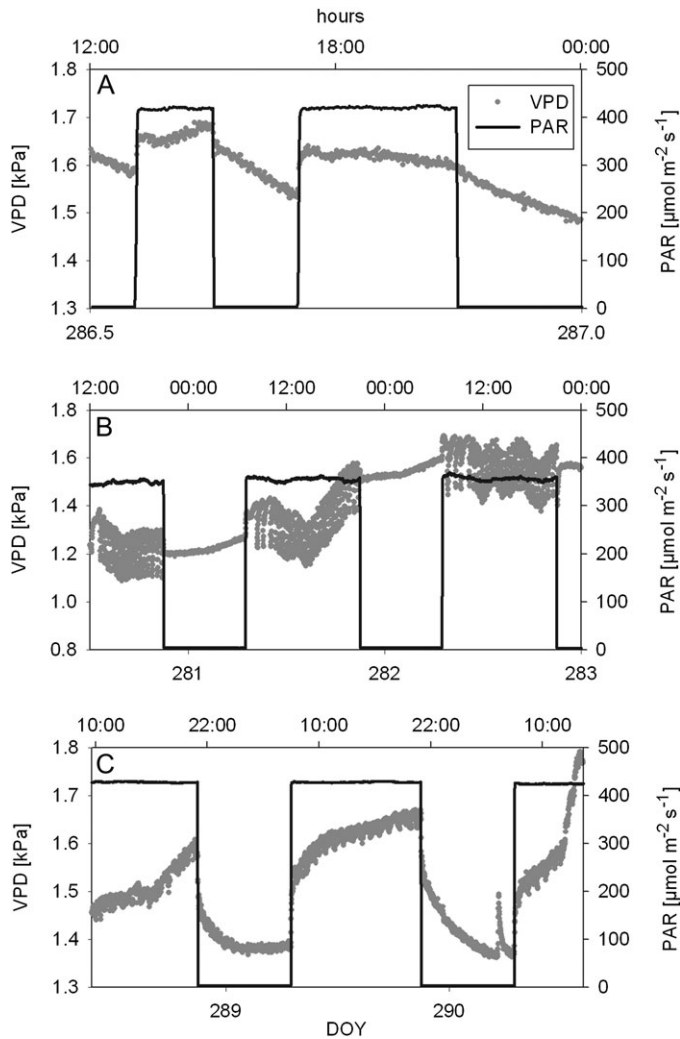 hours
12:00 18:00 00:00
A
VPD
PAR
1.8 500
1.7 400
1.6 300
1.5 200
1.4 100
1.3 0
VPD [kPa]
PAR [µmol m-2 s-1]
286.5 287.0
12:00 00:00 12:00 00:00 12:00 00:00
B
1.8 500
1.6 400
1.4 300
1.2 200
1.0 100
0.8 0
VPD [kPa]
PAR [µmol m-2 s-1]
281 282 283
10:00 22:00 10:00 22:00 10:00
C
1.8 500
1.7 400
1.6 300
1.5 200
1.4 100
1.3 0
VPD [kPa]
PAR [µmol m-2 s-1]
289 290
DOY